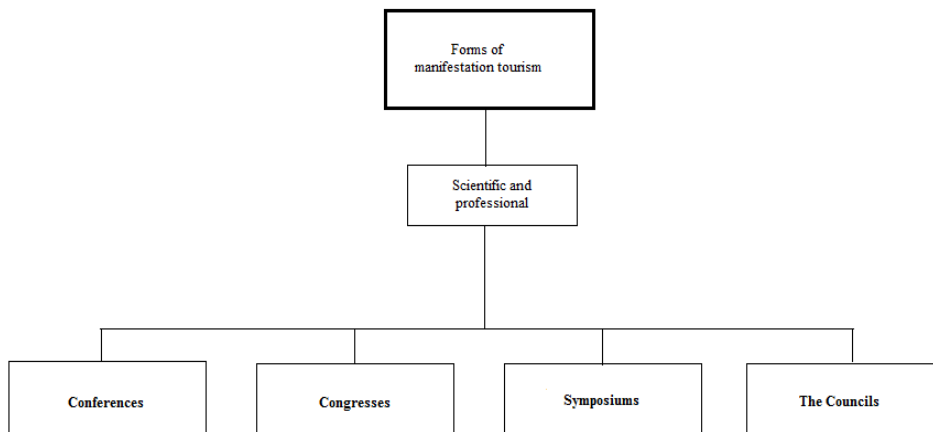 Forms of
manifestation tourism
Scientific and
professional
Conferences
Congresses
Symposiums
The Councils